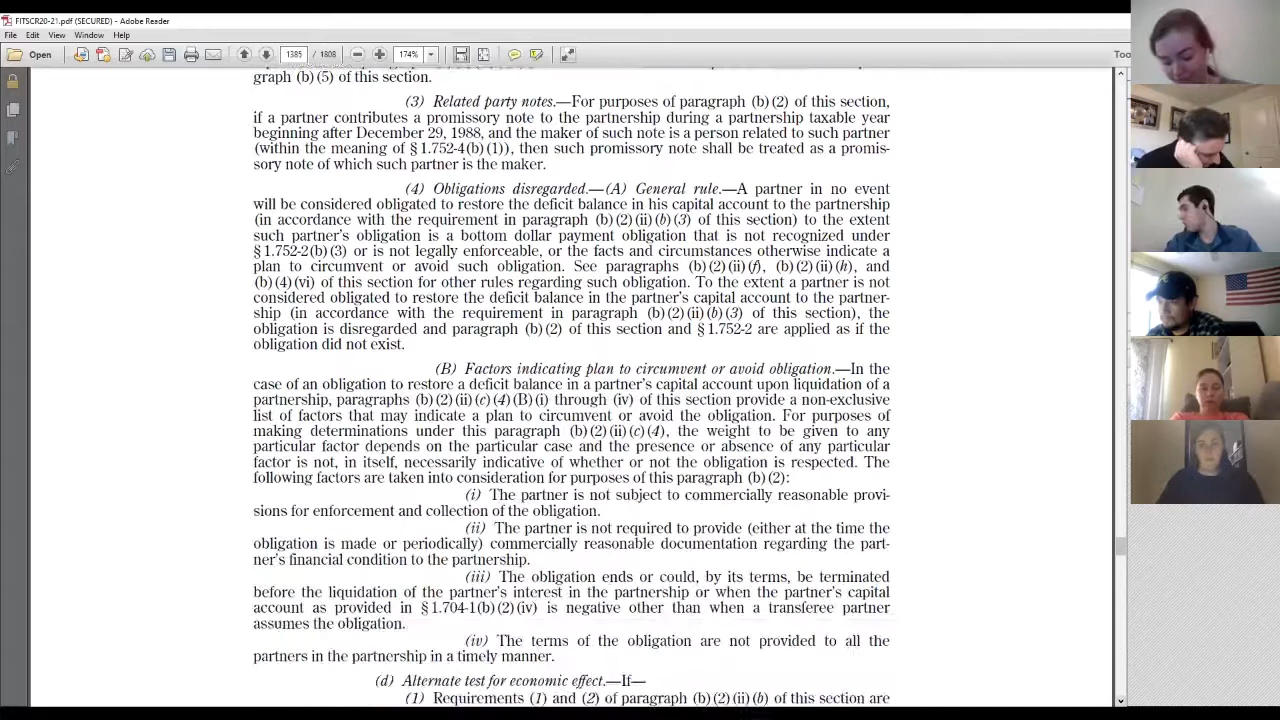 FITSCR20-21.pdf (SECURED) - Adobe Reader
File Edit View Window Help
Open 1385 / 1808 174% Too
graph (b)(5) of this section.
(3) Related party notes.—For purposes of paragraph (b)(2) of this section,
if a partner contributes a promissory note to the partnership during a partnership taxable year
beginning after December 29, 1988, and the maker of such note is a person related to such partner
(within the meaning of §1.752-4(b)(1)), then such promissory note shall be treated as a promis-
sory note of which such partner is the maker.
(4) Obligations disregarded.—(A) General rule.—A partner in no event
will be considered obligated to restore the deficit balance in his capital account to the partnership
(in accordance with the requirement in paragraph (b)(2)(ii)(b)(3) of this section) to the extent
such partner's obligation is a bottom dollar payment obligation that is not recognized under
§1.752-2(b)(3) or is not legally enforceable, or the facts and circumstances otherwise indicate a
plan to circumvent or avoid such obligation. See paragraphs (b)(2)(ii)(f), (b)(2)(ii)(h), and
(b)(4)(vi) of this section for other rules regarding such obligation. To the extent a partner is not
considered obligated to restore the deficit balance in the partner's capital account to the partner-
ship (in accordance with the requirement in paragraph (b)(2)(ii)(b)(3) of this section), the
obligation is disregarded and paragraph (b)(2) of this section and §1.752-2 are applied as if the
obligation did not exist.
(B) Factors indicating plan to circumvent or avoid obligation.—In the
case of an obligation to restore a deficit balance in a partner's capital account upon liquidation of a
partnership, paragraphs (b)(2)(ii)(c)(4)(B)(i) through (iv) of this section provide a non-exclusive
list of factors that may indicate a plan to circumvent or avoid the obligation. For purposes of
making determinations under this paragraph (b)(2)(ii)(c)(4), the weight to be given to any
particular factor depends on the particular case and the presence or absence of any particular
factor is not, in itself, necessarily indicative of whether or not the obligation is respected. The
following factors are taken into consideration for purposes of this paragraph (b)(2):
(i) The partner is not subject to commercially reasonable provi-
sions for enforcement and collection of the obligation.
(ii) The partner is not required to provide (either at the time the
obligation is made or periodically) commercially reasonable documentation regarding the part-
ner's financial condition to the partnership.
(iii) The obligation ends or could, by its terms, be terminated
before the liquidation of the partner's interest in the partnership or when the partner's capital
account as provided in §1.704-1(b)(2)(iv) is negative other than when a transferee partner
assumes the obligation.
(iv) The terms of the obligation are not provided to all the
partners in the partnership in a timely manner.
(d) Alternate test for economic effect.—If—
(1) Requirements (1) and (2) of paragraph (b)(2)(ii)(b) of this section are